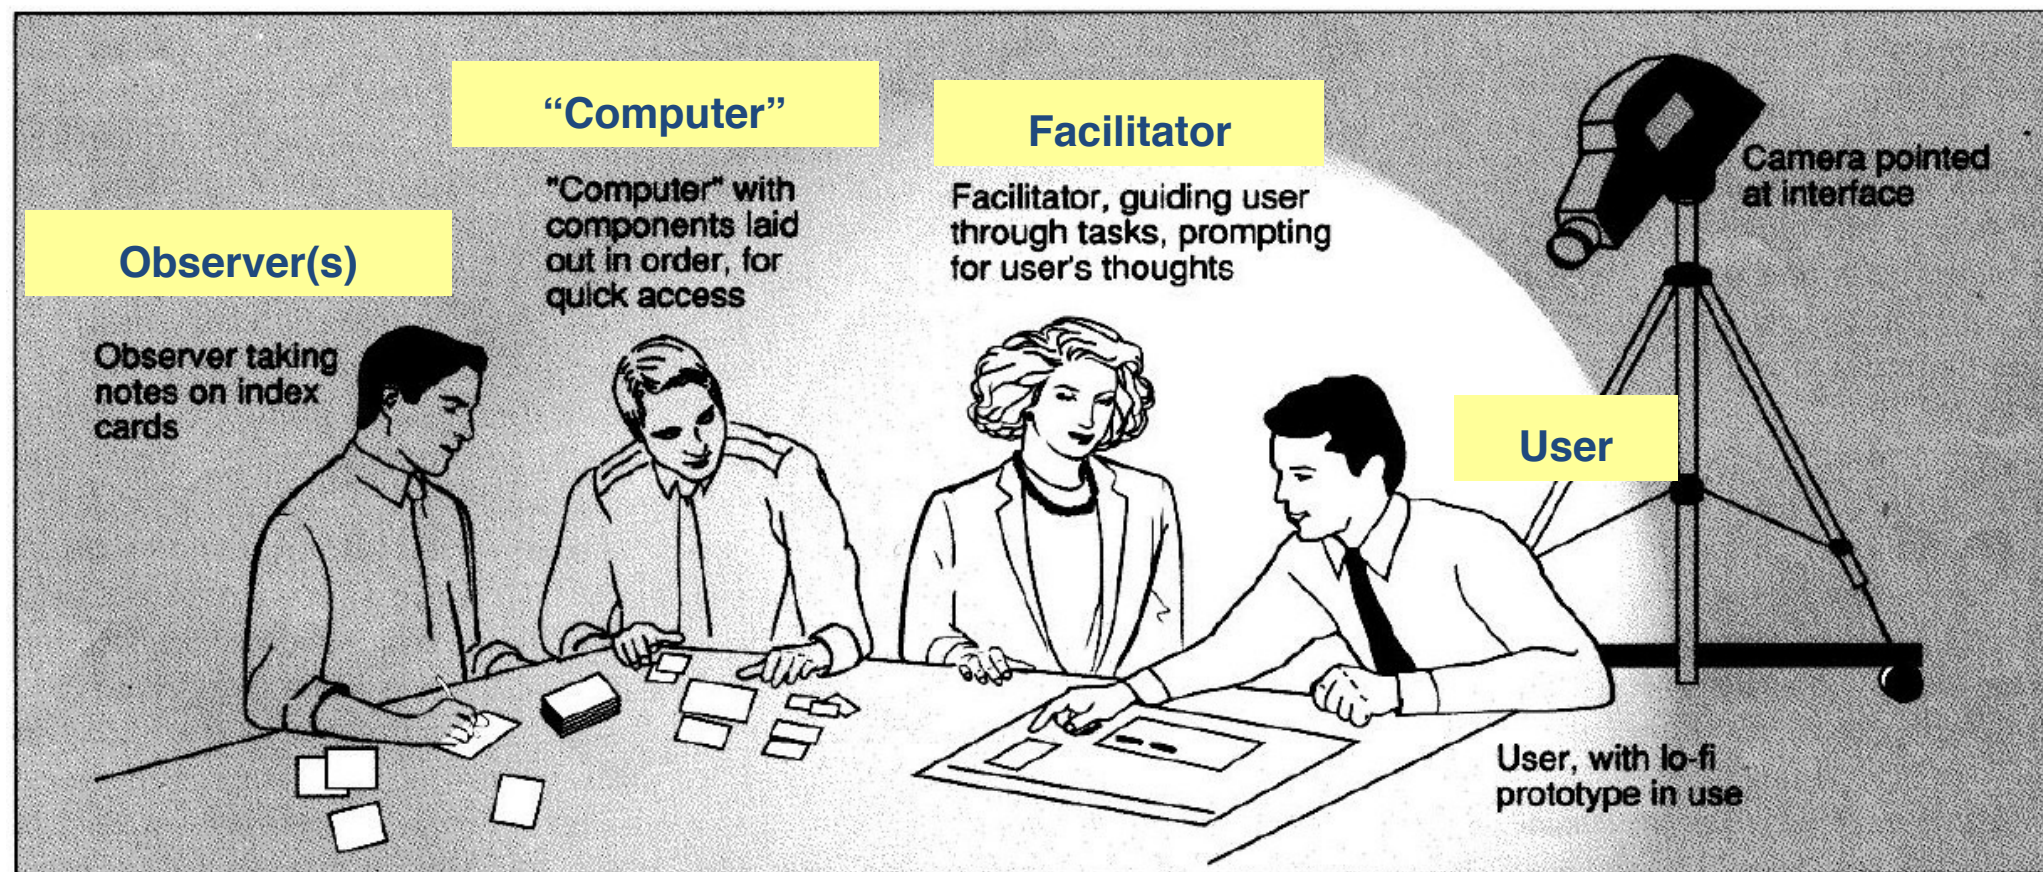 “Computer”
Facilitator
Observer(s)
User
"Computer" with
components laid
out in order, for
quick access
Facilitator, guiding user
through tasks, prompting
for user's thoughts
Camera pointed
at interface
Observer taking
notes on index
cards
User, with lo-fi
prototype in use